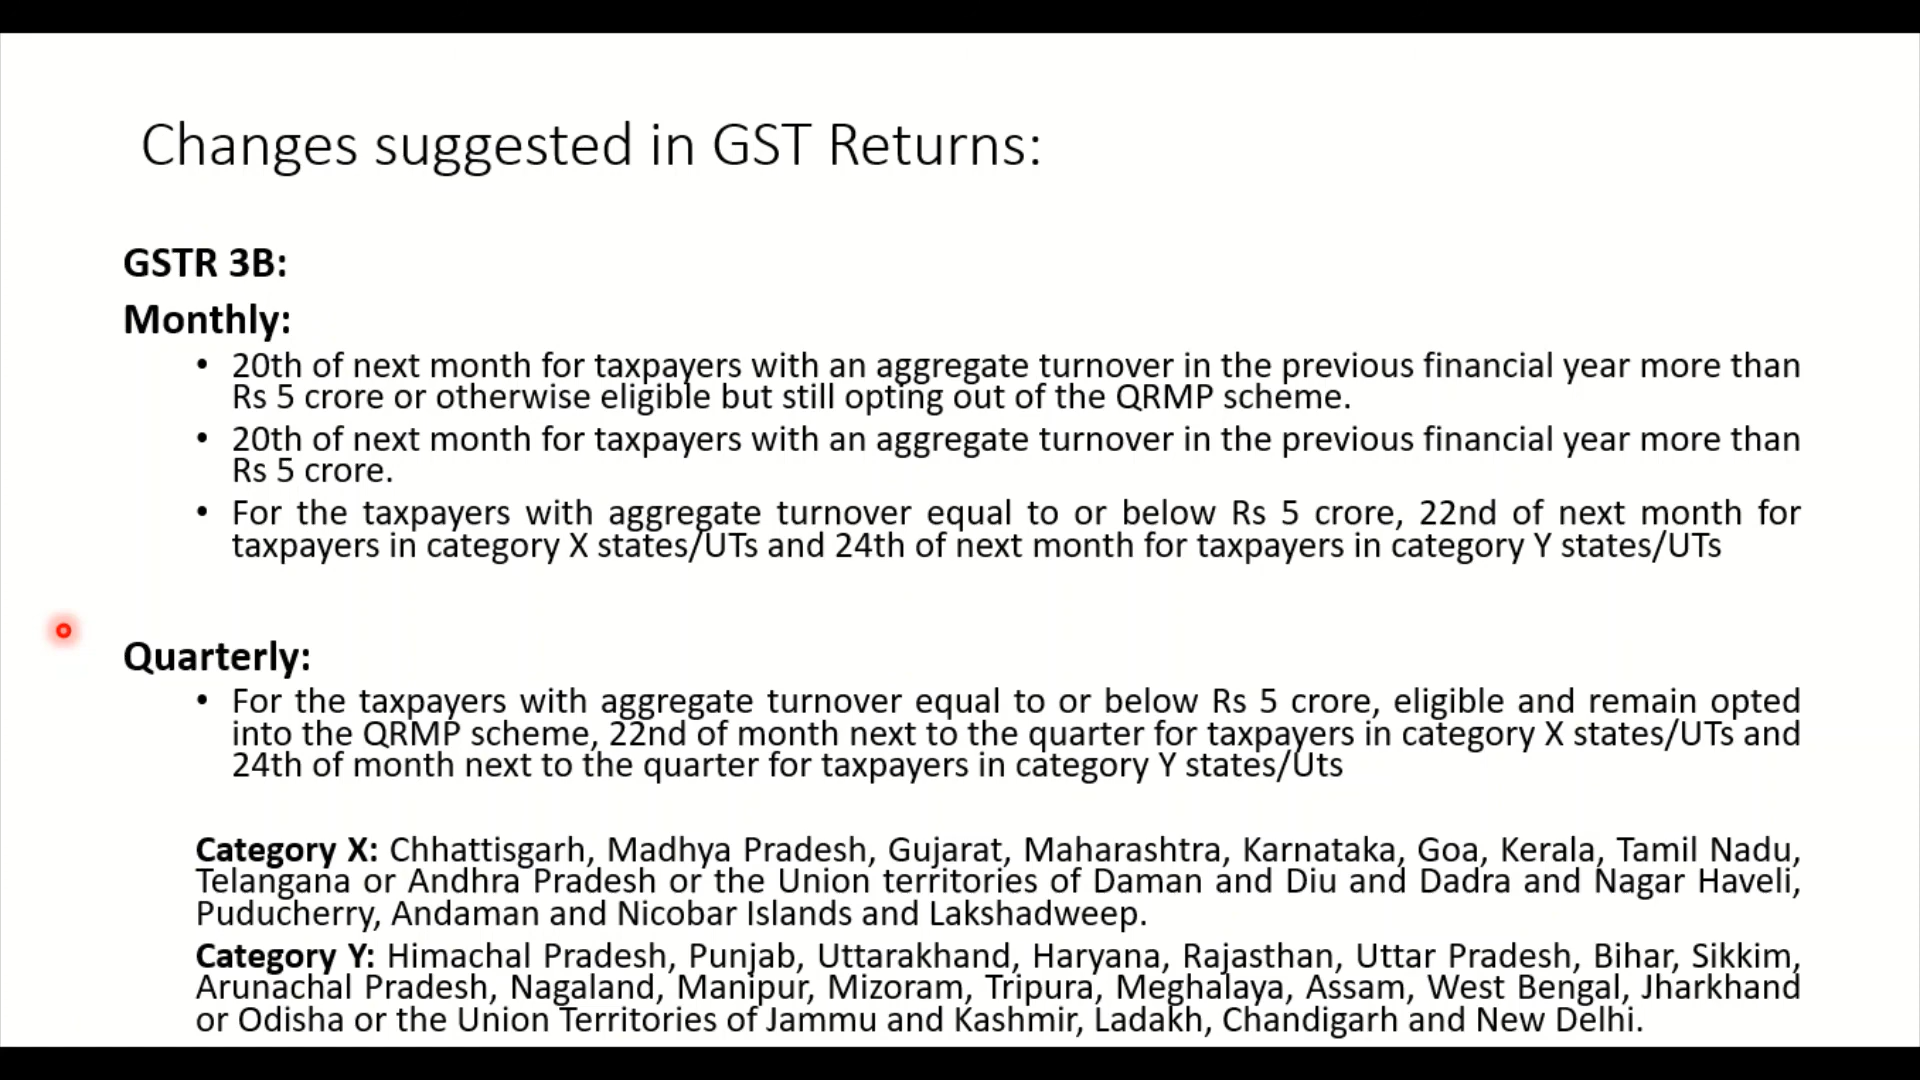 Changes suggested in GST Returns:
GSTR 3B:
Monthly:
• 20th of next month for taxpayers with an aggregate turnover in the previous financial year more than
Rs 5 crore or otherwise eligible but still opting out of the QRMP scheme.
• 20th of next month for taxpayers with an aggregate turnover in the previous financial year more than
Rs 5 crore.
• For the taxpayers with aggregate turnover equal to or below Rs 5 crore, 22nd of next month for
taxpayers in category X states/UTs and 24th of next month for taxpayers in category Y states/UTs
Quarterly:
• For the taxpayers with aggregate turnover equal to or below Rs 5 crore, eligible and remain opted
into the QRMP scheme, 22nd of month next to the quarter for taxpayers in category X states/UTs and
24th of month next to the quarter for taxpayers in category Y states/Uts
Category X: Chhattisgarh, Madhya Pradesh, Gujarat, Maharashtra, Karnataka, Goa, Kerala, Tamil Nadu,
Telangana or Andhra Pradesh or the Union territories of Daman and Diu and Dadra and Nagar Haveli,
Puducherry, Andaman and Nicobar Islands and Lakshadweep.
Category Y: Himachal Pradesh, Punjab, Uttarakhand, Haryana, Rajasthan, Uttar Pradesh, Bihar, Sikkim,
Arunachal Pradesh, Nagaland, Manipur, Mizoram, Tripura, Meghalaya, Assam, West Bengal, Jharkhand
or Odisha or the Union Territories of Jammu and Kashmir, Ladakh, Chandigarh and New Delhi.